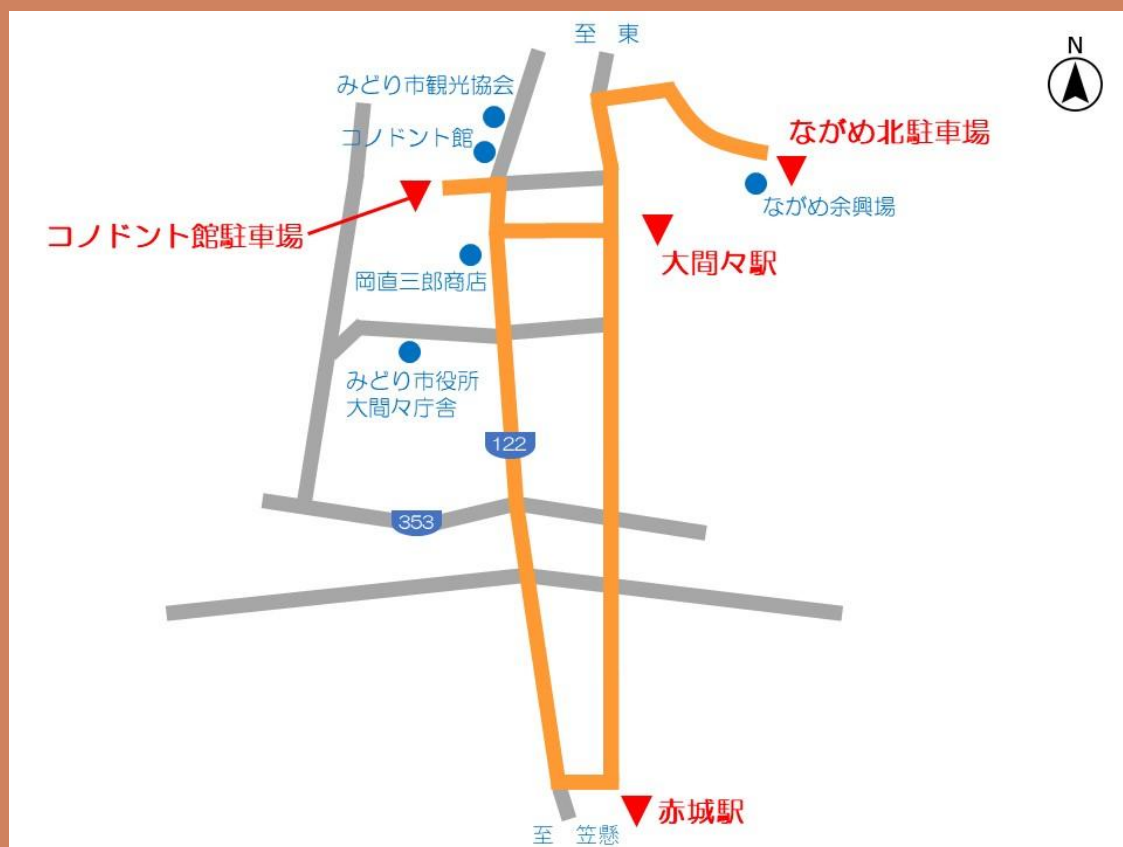 至　東
N
みどり市観光協会
コノドント館
ながめ北駐車場
ながめ余興場
コノドント館駐車場
大間々駅
岡直三郎商店
みどり市役所
大間々庁舎
122
353
赤城駅
至　笠懸